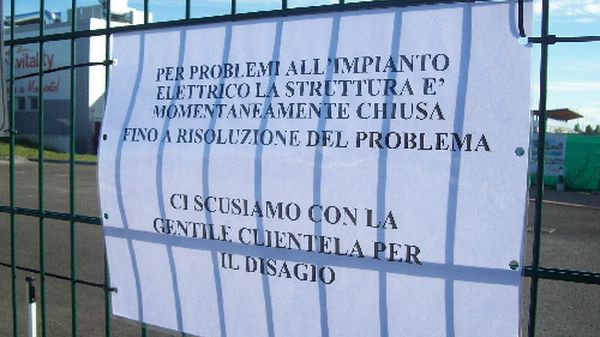 vitality
PER PROBLEMI ALL'IMPIANTO
ELETTRICO LA STRUTTURA E'
MOMENTANEAMENTE CHIUSA
FINO A RISOLUZIONE DEL PROBLEMA
CI SCUSIAMO CON LA
GENTILE CLIENTELA PER
IL DISAGIO